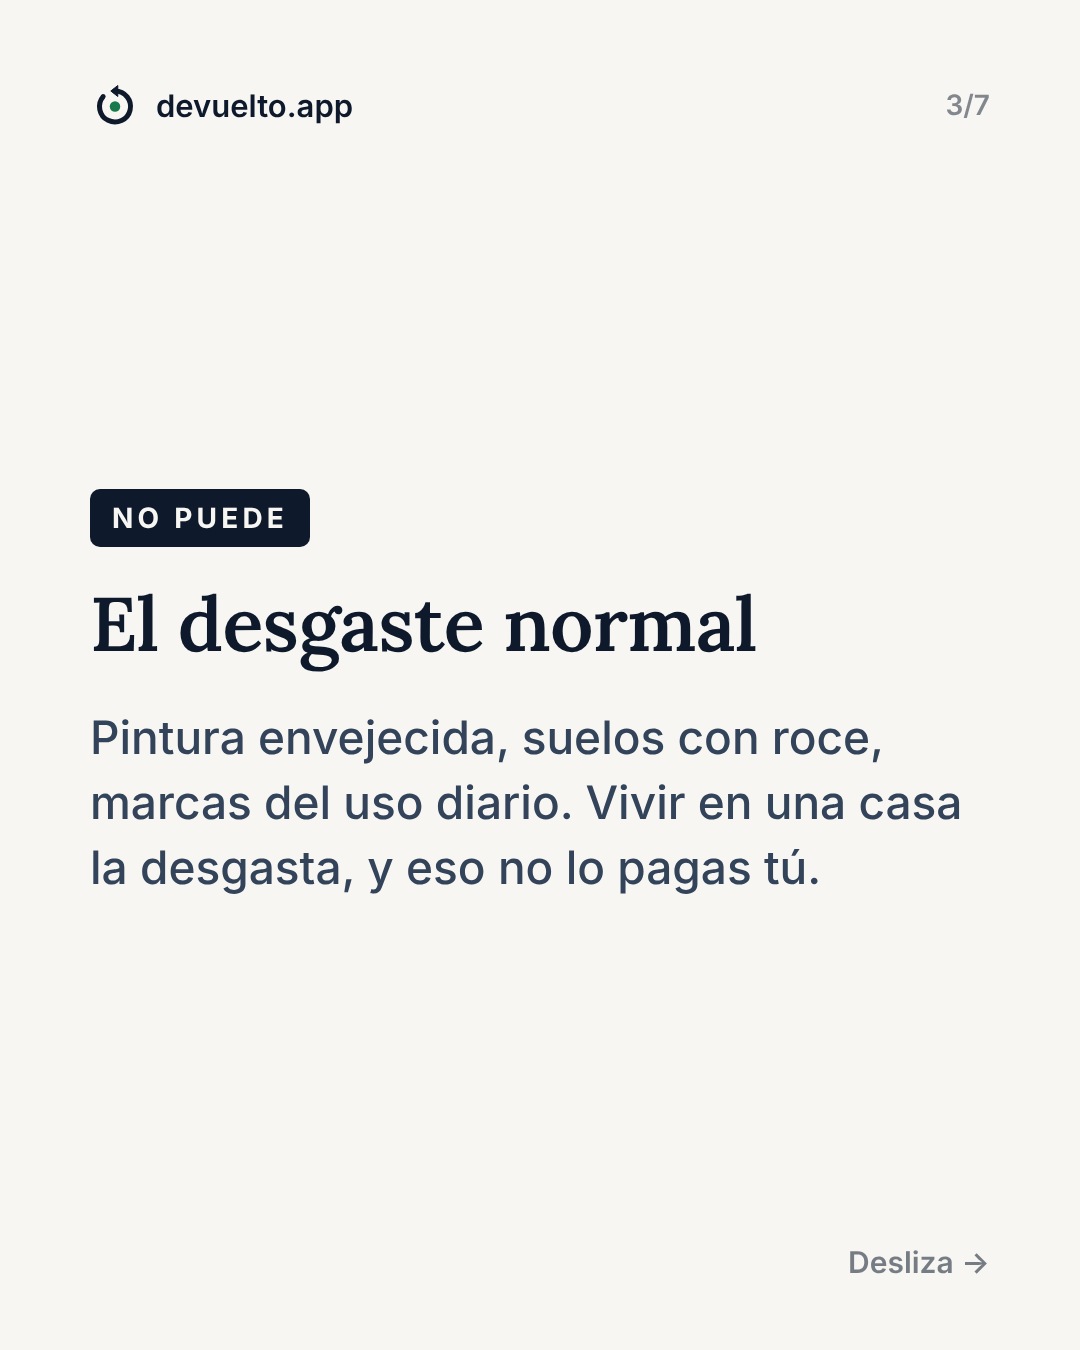 devuelto.app
3/7
NO PUEDE
El desgaste normal
Pintura envejecida, suelos con roce,
marcas del uso diario. Vivir en una casa
la desgasta, y eso no lo pagas tú.
Desliza →